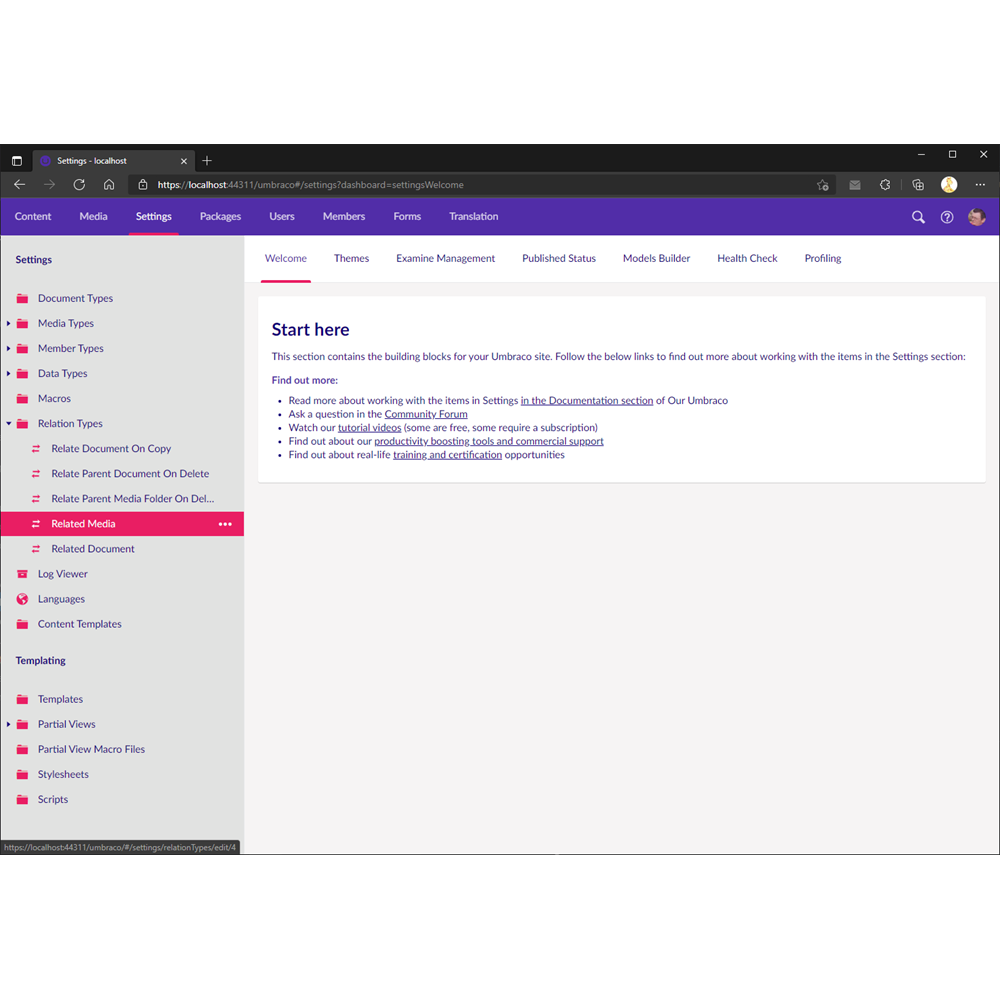 Settings - localhost
https://localhost:44311/umbraco#/settings?dashboard=settingsWelcome
Content Media Settings Packages Users Members Forms Translation
Settings
Document Types
Media Types
Member Types
Data Types
Macros
Relation Types
Relate Document On Copy
Relate Parent Document On Delete
Relate Parent Media Folder On Del...
Related Media
Related Document
Log Viewer
Languages
Content Templates
Templating
Templates
Partial Views
Partial View Macro Files
Stylesheets
Scripts
Welcome Themes Examine Management Published Status Models Builder Health Check Profiling
Start here
This section contains the building blocks for your Umbraco site. Follow the below links to find out more about working with the items in the Settings section:
Find out more:
• Read more about working with the items in Settings in the Documentation section of Our Umbraco
• Ask a question in the Community Forum
• Watch our tutorial videos (some are free, some require a subscription)
• Find out about our productivity boosting tools and commercial support
• Find out about real-life training and certification opportunities
https://localhost:44311/umbraco/#/settings/relationTypes/edit/4